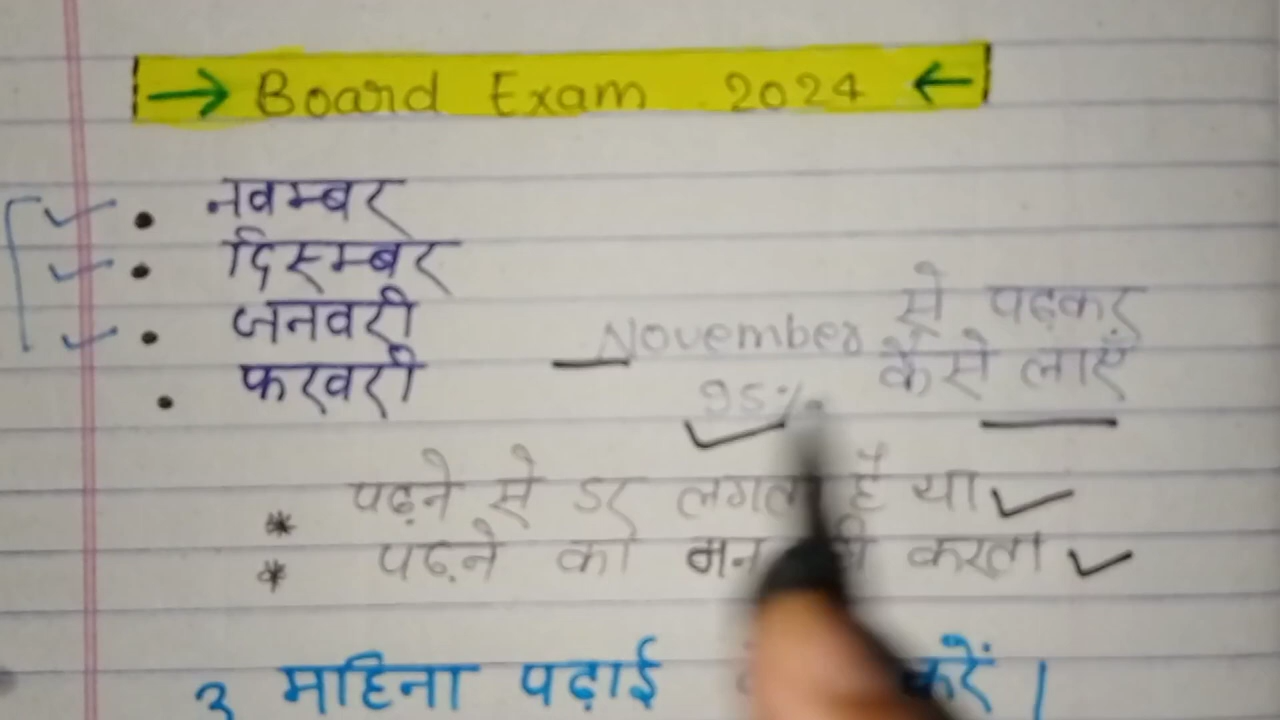 → Board Exam 2024 ←
• नवम्बर
• दिसम्बर
• जनवरी
• फरवरी
November से पढ़कर
95% कैसे लाएँ
* पढ़ने से डर लगता है या
* पढ़ने का मन करता
3 महिना पढ़ाई करें ।